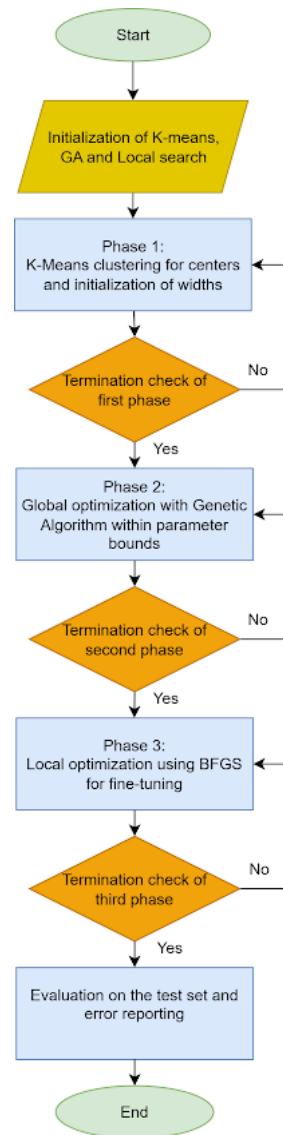 Start
Initialization of K-means,
GA and Local search
Phase 1:
K-Means clustering for centers
and initialization of widths
Termination check of
first phase
No
Yes
Phase 2:
Global optimization with Genetic
Algorithm within parameter
bounds
Termination check of
second phase
No
Yes
Phase 3:
Local optimization using BFGS
for fine-tuning
Termination check of
third phase
No
Yes
Evaluation on the test set and
error reporting
End